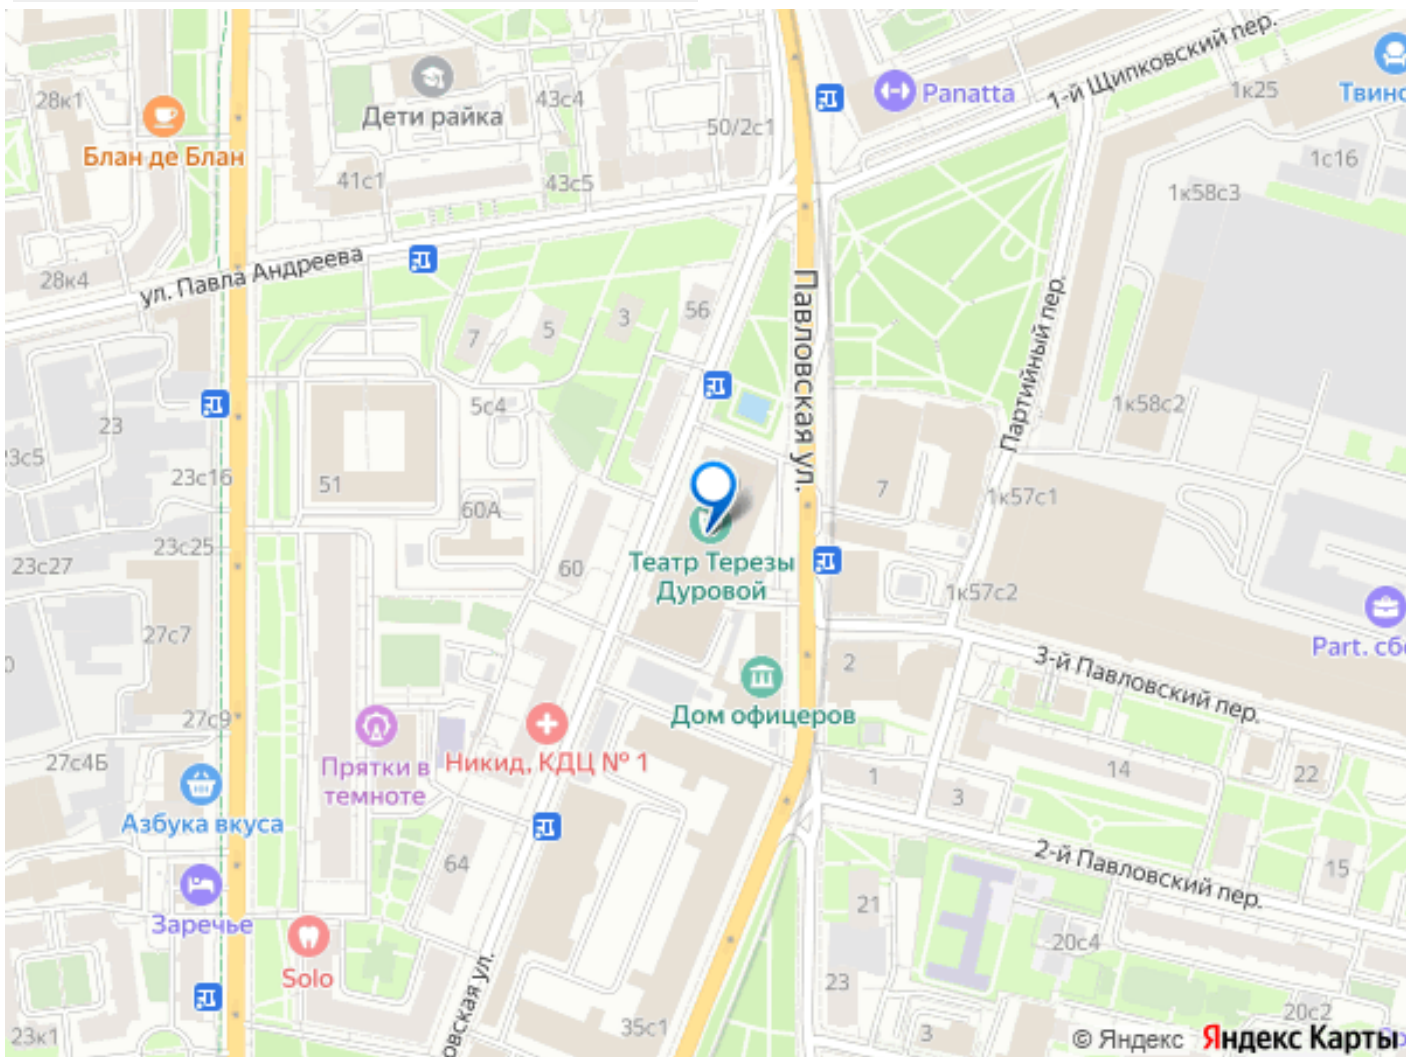 1-й Щипковский пер.
28к1
Дети райка
43с4
Panatta
1к25
Твинс
Блан де Блан
50/2с1
41с1
43с5
1с16
1к58с3
28к4
ул. Павла Андреева
Павловская ул.
Партийный пер.
7
5
3
56
5с4
1к58с2
23
23с5
23с16
51
60А
7
1к57с1
23с25
23с27
60
Театр Терезы
Дуровой
1к57с2
27с7
2
3-й Павловский пер.
Part. сбо
Дом офицеров
27с9
27с4Б
Прятки в
темноте
Никид, КДЦ № 1
1
3
14
22
Азбука вкуса
64
2-й Павловский пер.
15
Заречье
21
20с4
Solo
23
овская ул.
35с1
3
20с2
23к1
© Яндекс
Яндекс Карты